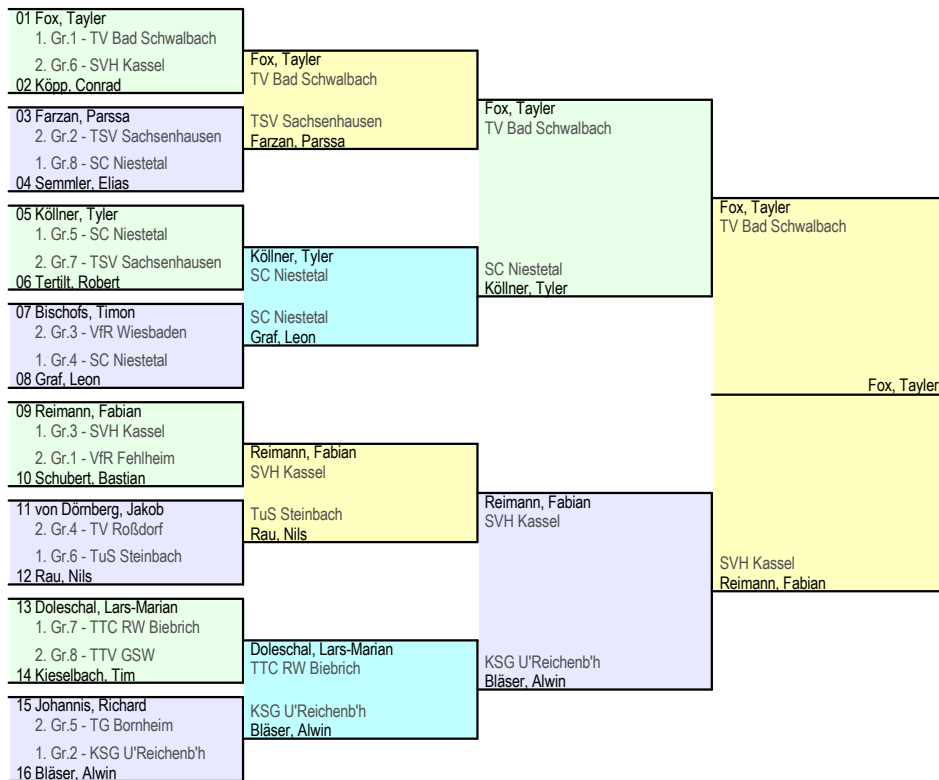 01 Fox, Tayler
1. Gr.1 - TV Bad Schwalbach
2. Gr.6 - SVH Kassel
02 Köpp, Conrad
03 Farzan, Parssa
2. Gr.2 - TSV Sachsenhausen
1. Gr.8 - SC Niestetal
04 Semmler, Elias
05 Köllner, Tyler
1. Gr.5 - SC Niestetal
2. Gr.7 - TSV Sachsenhausen
06 Tertilt, Robert
07 Bischofs, Timon
2. Gr.3 - VfR Wiesbaden
1. Gr.4 - SC Niestetal
08 Graf, Leon
09 Reimann, Fabian
1. Gr.3 - SVH Kassel
2. Gr.1 - VfR Fehlheim
10 Schubert, Bastian
11 von Dörnberg, Jakob
2. Gr.4 - TV Roßdorf
1. Gr.6 - TuS Steinbach
12 Rau, Nils
13 Doleschal, Lars-Marian
1. Gr.7 - TTC RW Biebrich
2. Gr.8 - TTV GSW
14 Kieselbach, Tim
15 Johannis, Richard
2. Gr.5 - TG Bornheim
1. Gr.2 - KSG U'Reichenb'h
16 Bläser, Alwin
Fox, Tayler
TV Bad Schwalbach
TSV Sachsenhausen
Farzan, Parssa
Köllner, Tyler
SC Niestetal
SC Niestetal
Graf, Leon
Reimann, Fabian
SVH Kassel
TuS Steinbach
Rau, Nils
Doleschal, Lars-Marian
TTC RW Biebrich
KSG U'Reichenb'h
Bläser, Alwin
Fox, Tayler
TV Bad Schwalbach
SC Niestetal
Köllner, Tyler
Reimann, Fabian
SVH Kassel
KSG U'Reichenb'h
Bläser, Alwin
Fox, Tayler
TV Bad Schwalbach
SVH Kassel
Reimann, Fabian
Fox, Tayler